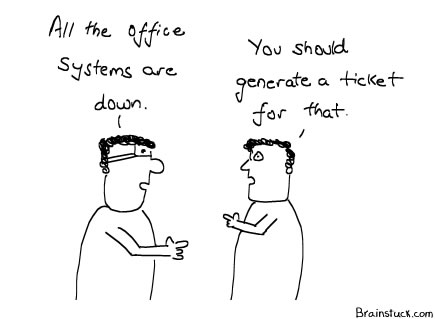 All the office
Systems are
down.
You should
generate a ticket
for that.
Brainstuck.com